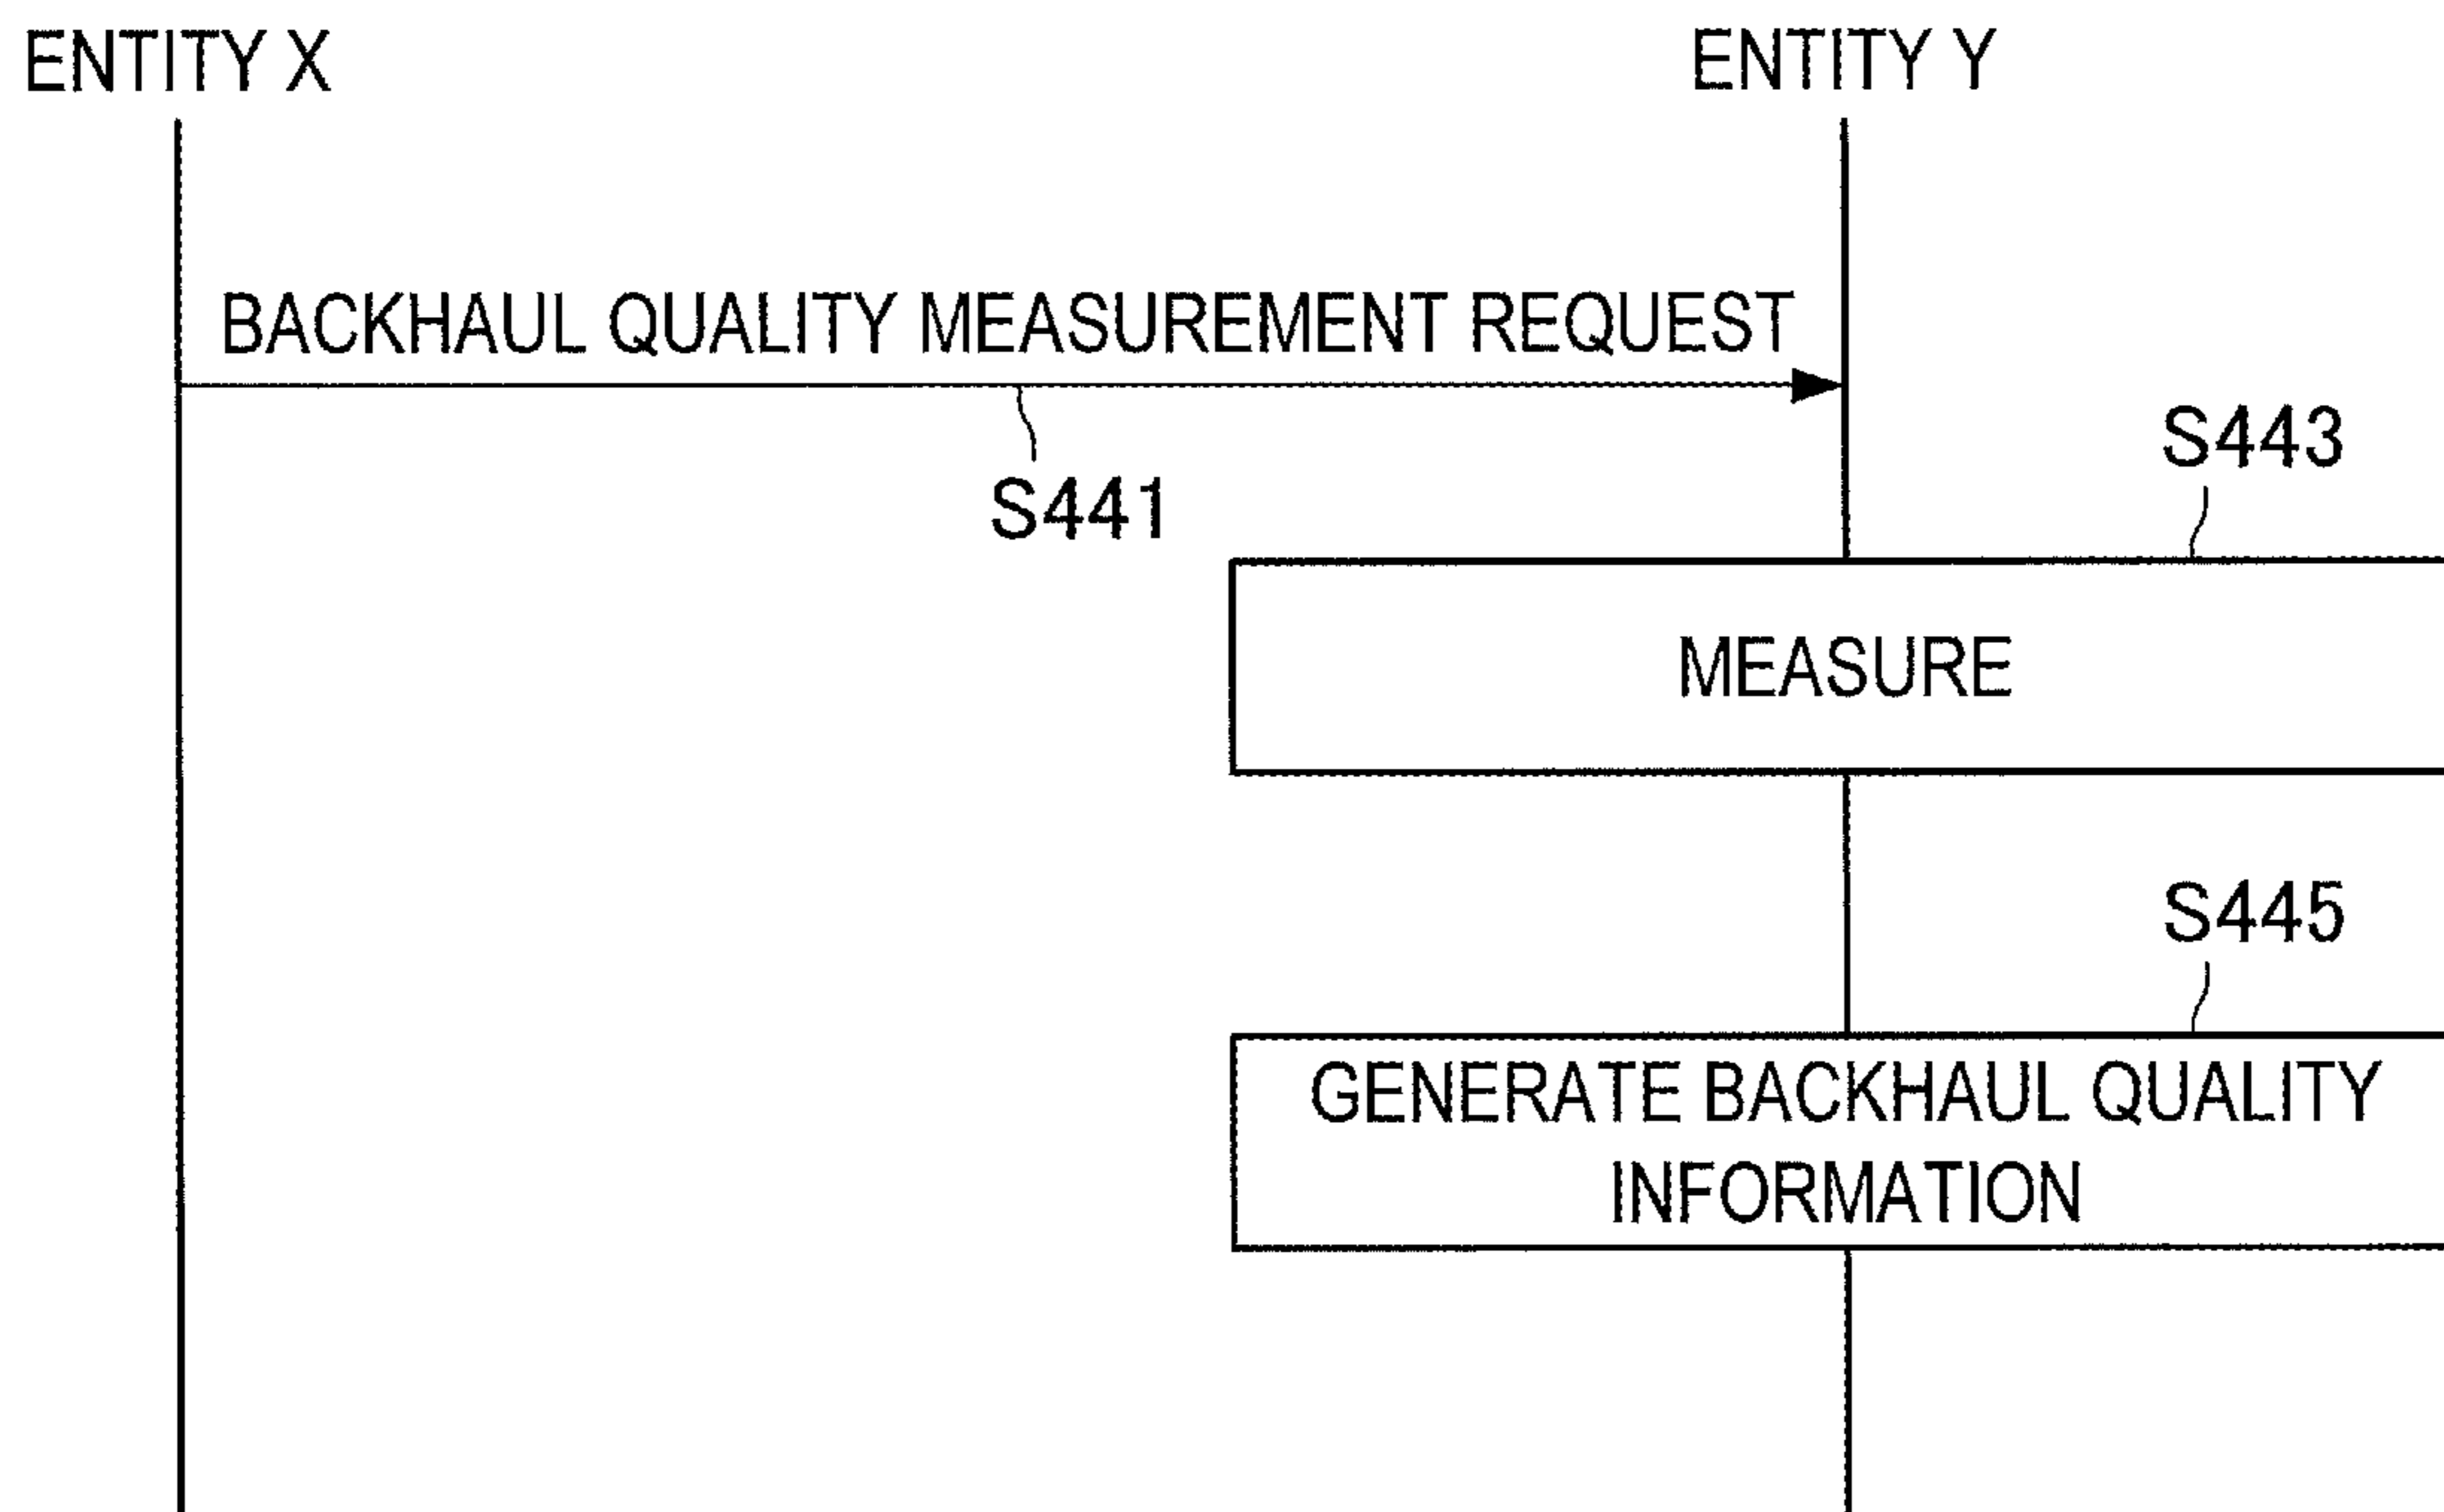 ENTITY X
ENTITY Y
BACKHAUL QUALITY MEASUREMENT REQUEST
S441
S443
MEASURE
S445
GENERATE BACKHAUL QUALITY
INFORMATION